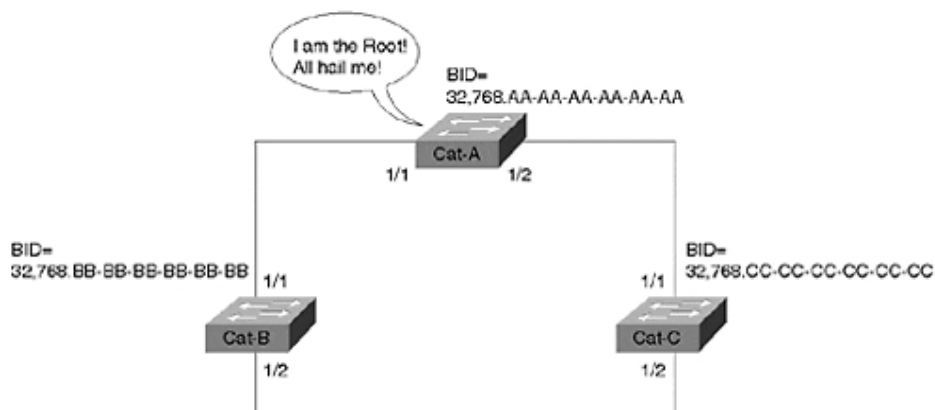 I am the Root!
All hail me!
BID=
32,768.AA-AA-AA-AA-AA-AA
Cat-A
1/1
1/2
BID=
32,768.BB-BB-BB-BB-BB-BB
1/1
Cat-B
1/2
BID=
32,768.CC-CC-CC-CC-CC-CC
1/1
Cat-C
1/2